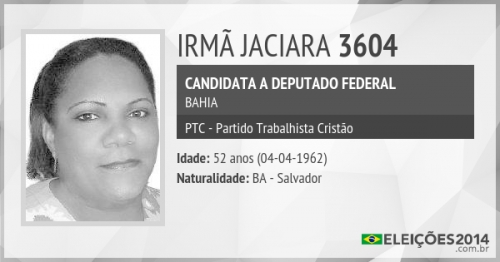 IRMÃ JACIARA 3604
CANDIDATA A DEPUTADO FEDERAL
BAHIA
PTC - Partido Trabalhista Cristão
Idade: 52 anos (04-04-1962)
Naturalidade: BA - Salvador
ELEIÇÕES2014
.com.br